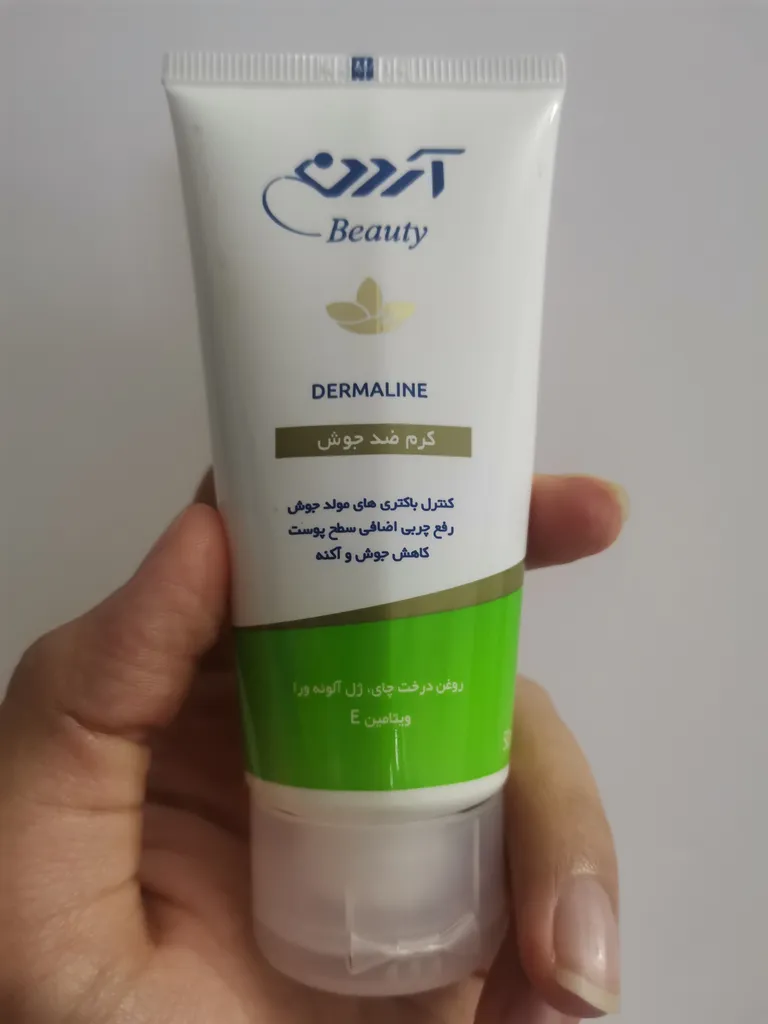 آردن
Beauty
DERMALINE
کرم ضد جوش
کنترل باکتری های مولد جوش
رفع چربی اضافی سطح پوست
کاهش جوش و آکنه
روغن درخت چای، ژل آلوئه ورا
ویتامین E